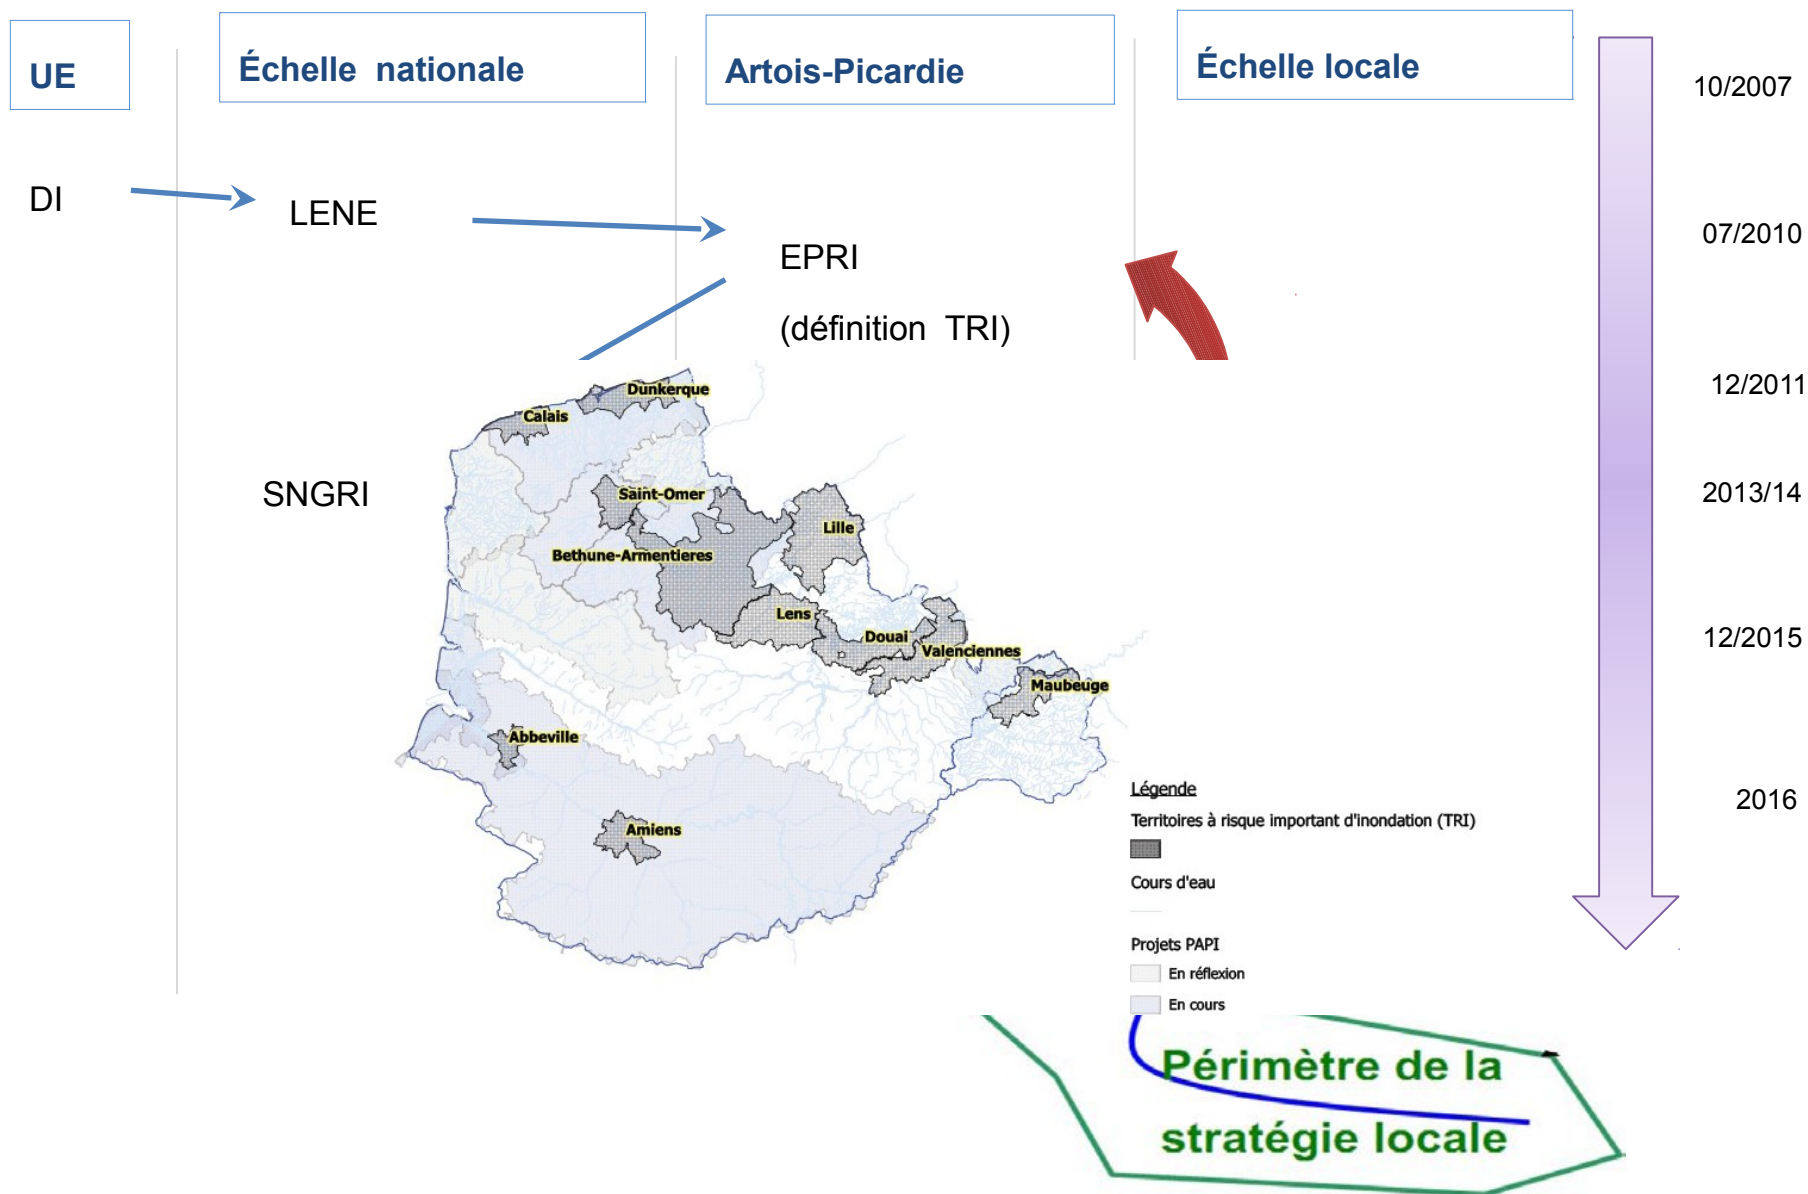 UE
Échelle nationale
Artois-Picardie
Échelle locale
10/2007
DI
LENE
07/2010
EPRI
(définition TRI)
12/2011
Dunkerque
Calais
SNGRI
Saint-Omer
2013/14
Lille
Bethune-Armentieres
Lens
Douai
Valenciennes
12/2015
Maubeuge
Abbeville
Amiens
2016
Légende
Territoires à risque important d'inondation (TRI)
Cours d'eau
Projets PAPI
En réflexion
En cours
Périmètre de la
stratégie locale